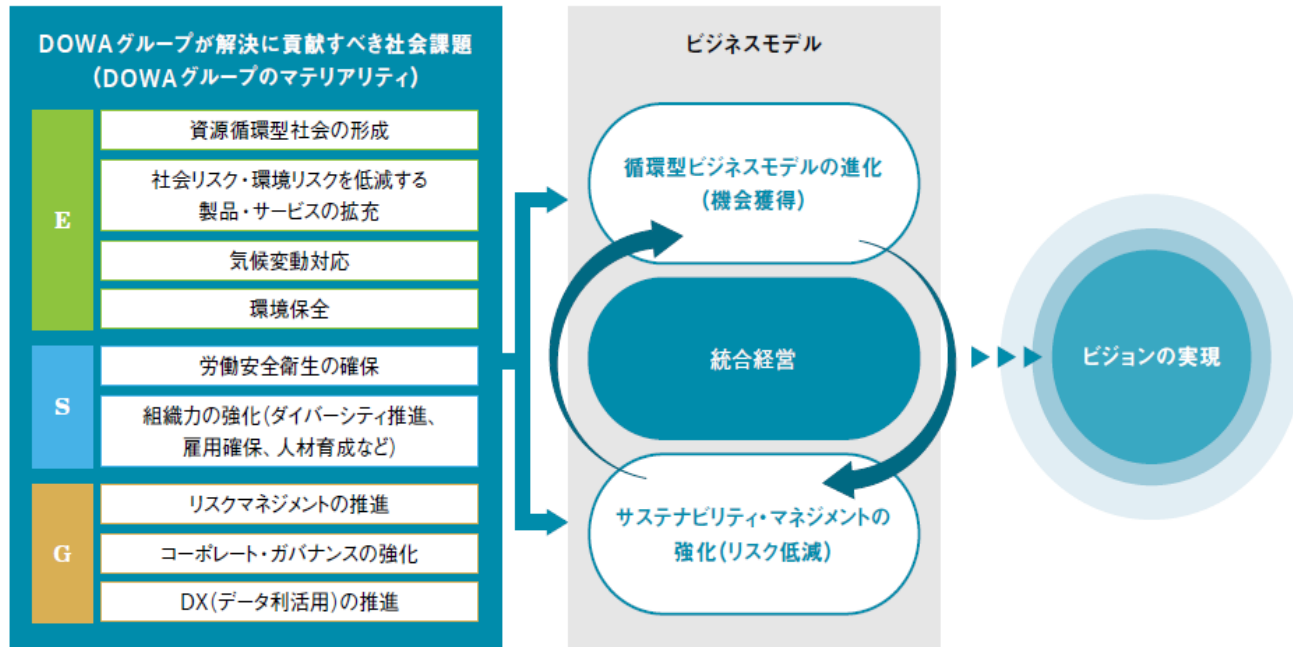 DOWAグループが解決に貢献すべき社会課題
(DOWAグループのマテリアリティ)
E
資源循環型社会の形成
社会リスク・環境リスクを低減する
製品・サービスの拡充
気候変動対応
環境保全
S
労働安全衛生の確保
組織力の強化(ダイバーシティ推進、
雇用確保、人材育成など)
G
リスクマネジメントの推進
コーポレート・ガバナンスの強化
DX(データ利活用)の推進
ビジネスモデル
循環型ビジネスモデルの進化
(機会獲得)
統合経営
サステナビリティ・マネジメントの
強化(リスク低減)
ビジョンの実現